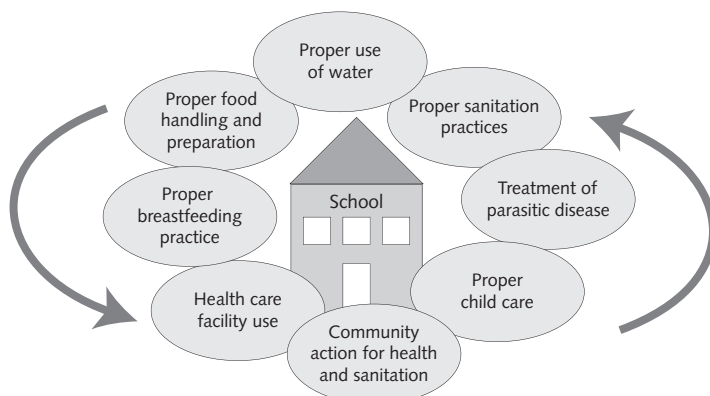 Proper use
of water
Proper food
handling and
preparation
Proper sanitation
practices
School
Treatment of
parasitic disease
Proper
breastfeeding
practice
Proper
child care
Health care
facility use
Community
action for health
and sanitation